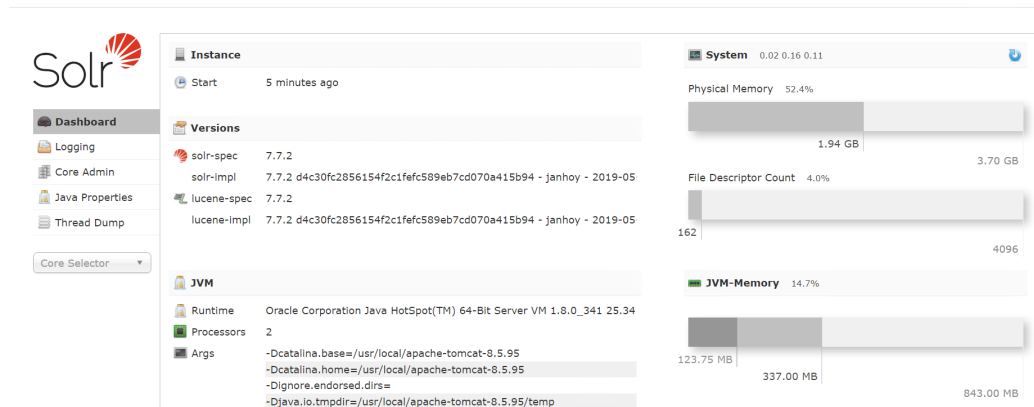 Solr
Dashboard
Logging
Core Admin
Java Properties
Thread Dump
Core Selector
Instance
Start 5 minutes ago
Versions
solr-spec 7.7.2
solr-impl 7.7.2 d4c30fc2856154f2c1fefc589eb7cd070a415b94 - janhoy - 2019-05
lucene-spec 7.7.2
lucene-impl 7.7.2 d4c30fc2856154f2c1fefc589eb7cd070a415b94 - janhoy - 2019-05
JVM
Runtime Oracle Corporation Java HotSpot(TM) 64-Bit Server VM 1.8.0_341 25.34
Processors 2
Args -Dcatalina.base=/usr/local/apache-tomcat-8.5.95
-Dcatalina.home=/usr/local/apache-tomcat-8.5.95
-Dignore.endorsed.dirs=
-Djava.io.tmpdir=/usr/local/apache-tomcat-8.5.95/temp
System 0.02 0.16 0.11
Physical Memory 52.4%
1.94 GB
3.70 GB
File Descriptor Count 4.0%
162
4096
JVM-Memory 14.7%
123.75 MB
337.00 MB
843.00 MB